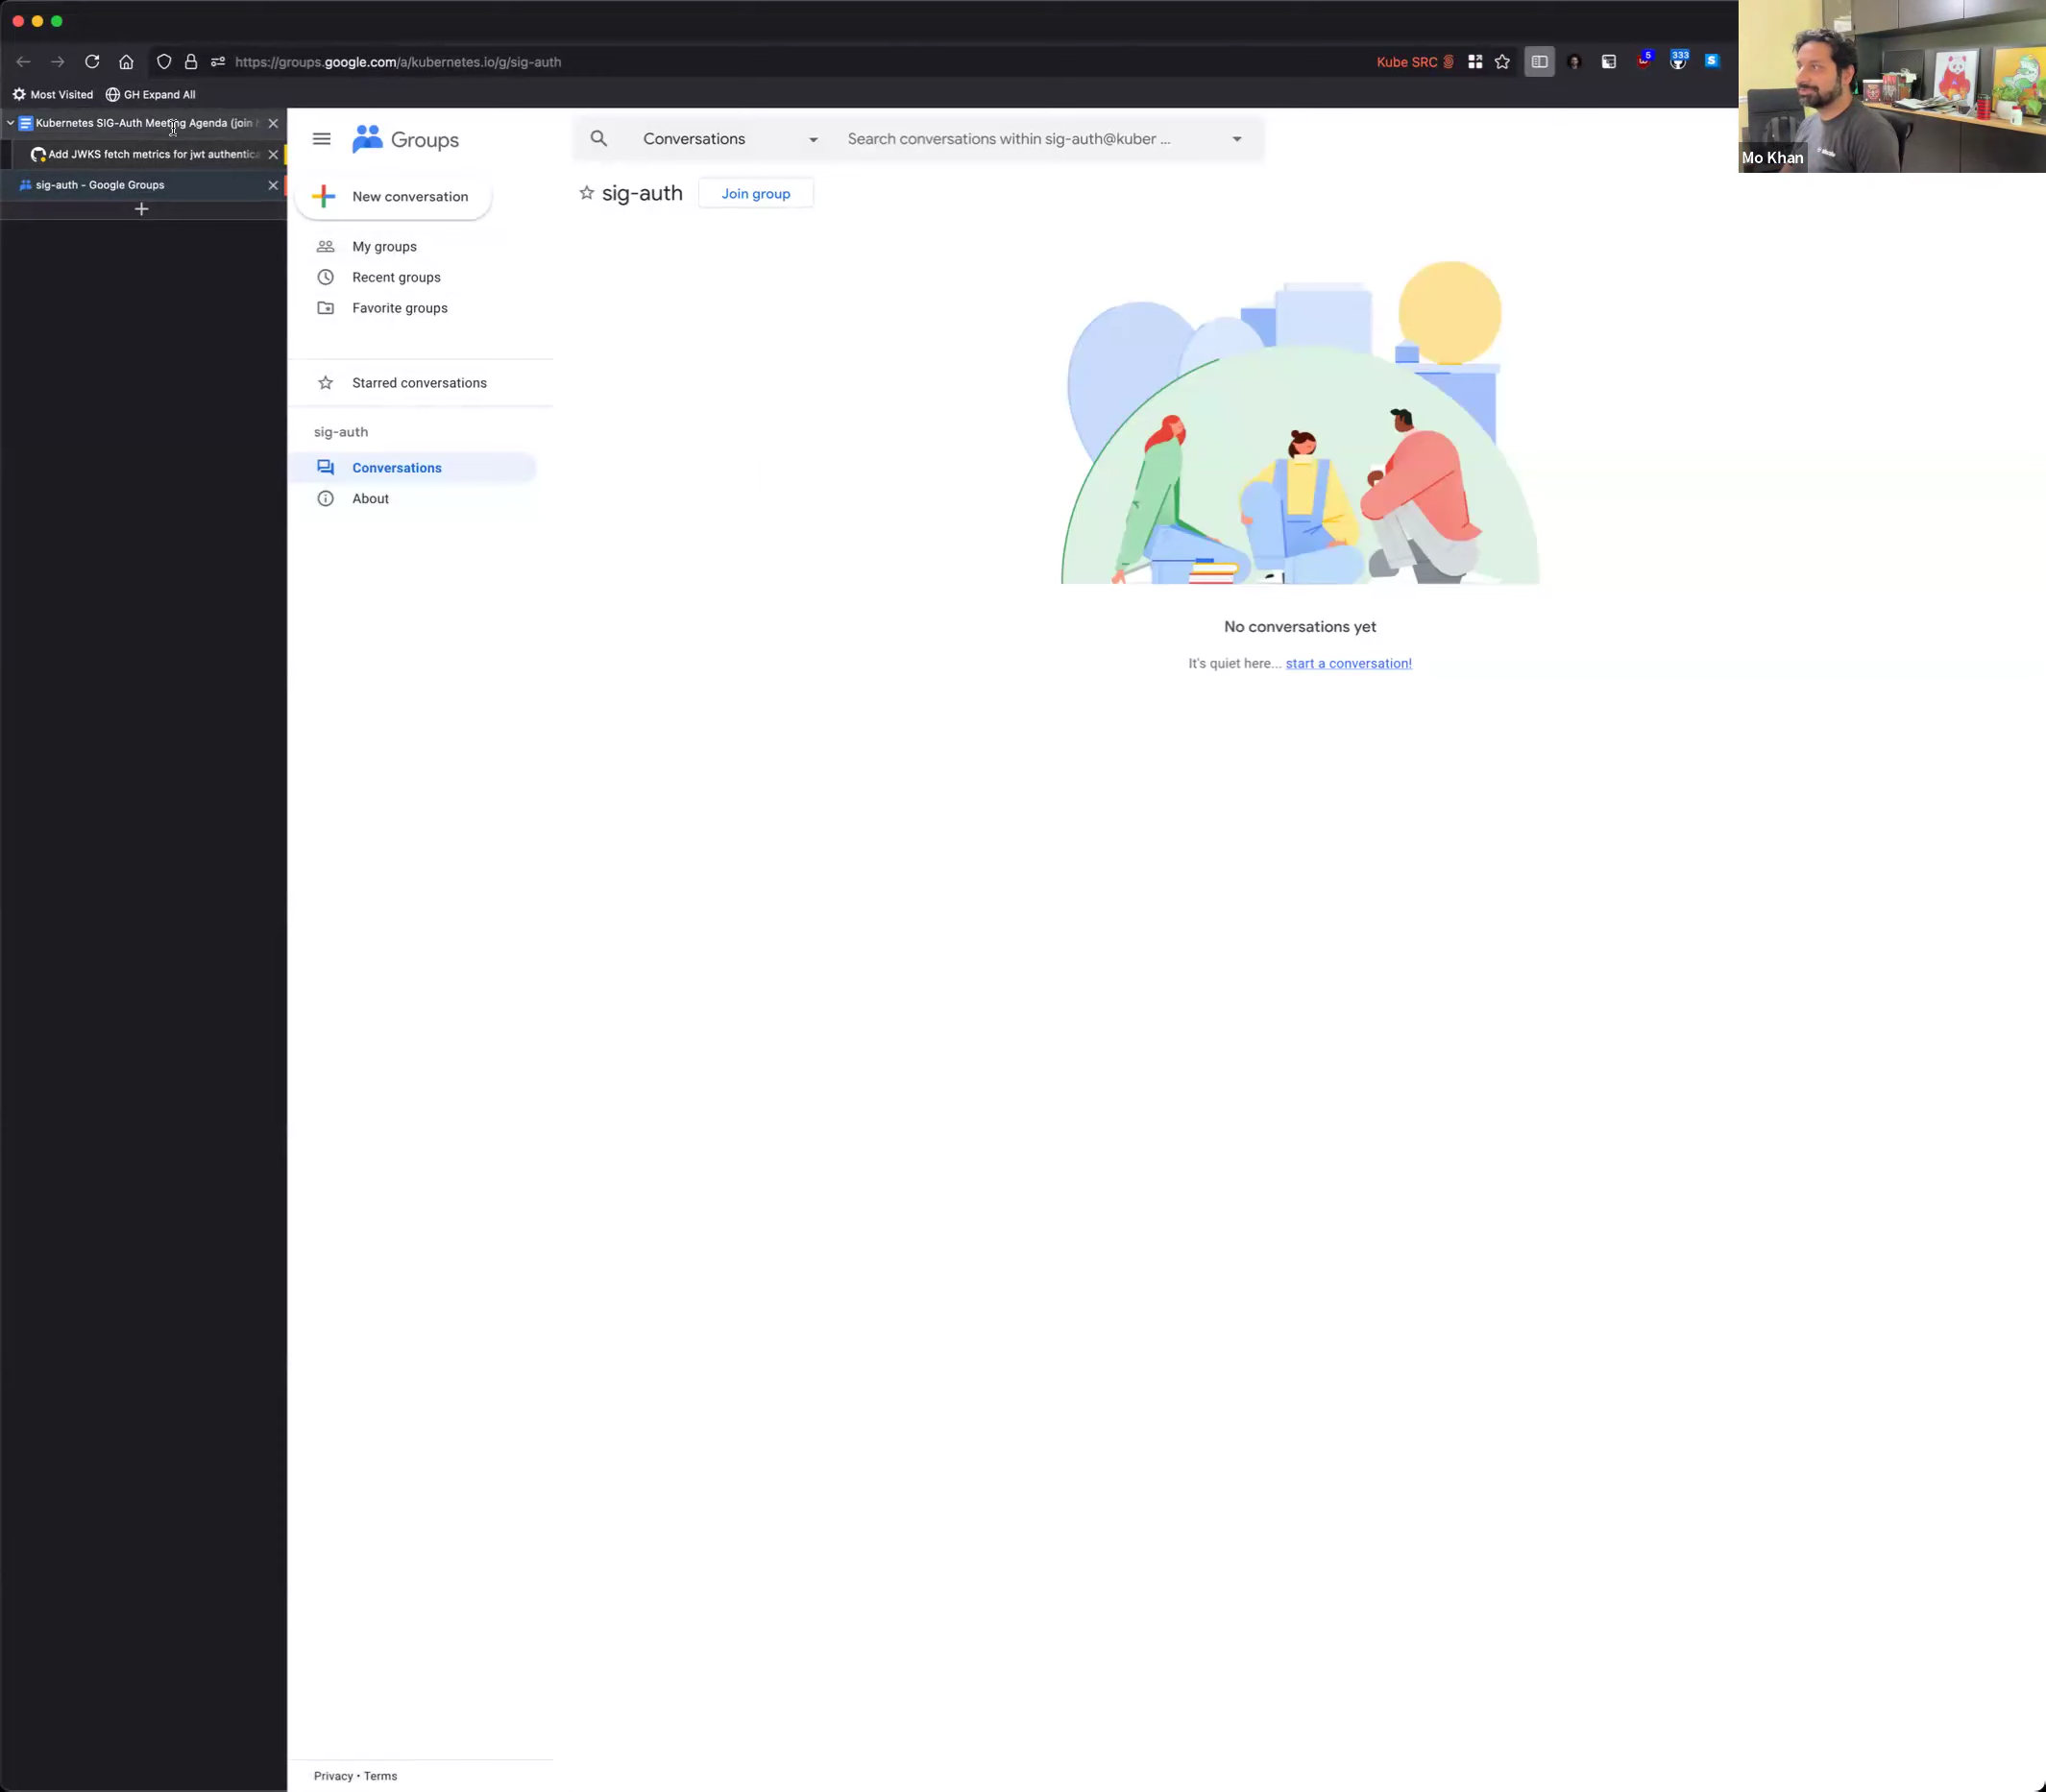 https://groups.google.com/a/kubernetes.io/g/sig-auth
Kube SRC
5
333
S
Most Visited
GH Expand All
Kubernetes SIG-Auth Meeting Agenda (join
Add JWKS fetch metrics for jwt authentica
sig-auth - Google Groups
Groups
Conversations
Search conversations within sig-auth@kuber ...
Mo Khan
New conversation
sig-auth
Join group
My groups
Recent groups
Favorite groups
Starred conversations
sig-auth
Conversations
About
No conversations yet
It's quiet here... start a conversation!
Privacy • Terms